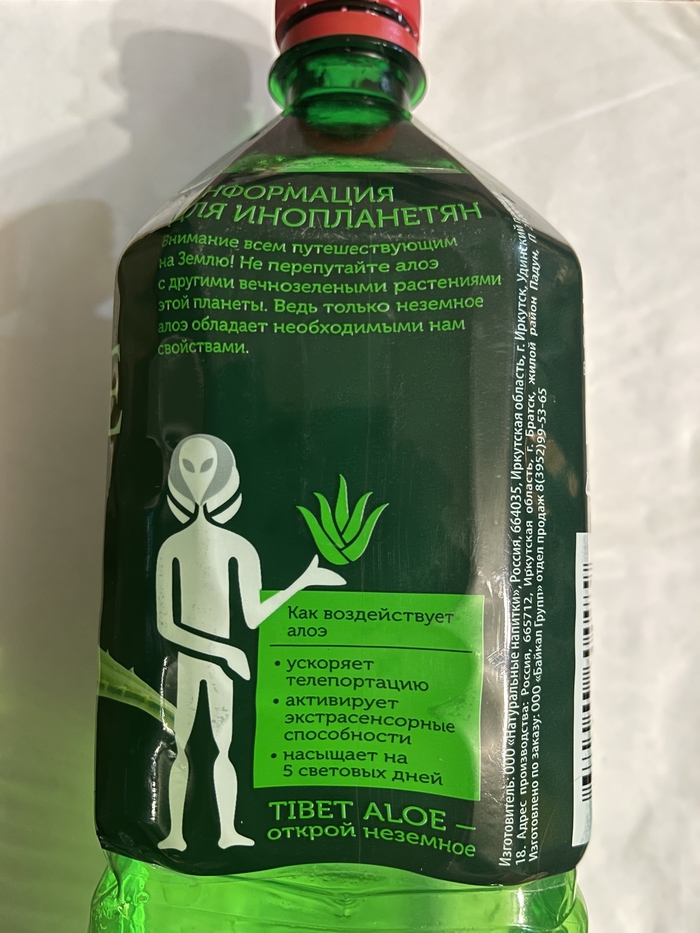 НФОРМАЦИЯ
ЛЯ ИНОПЛАНЕТЯН
Внимание всем путешествующим
на Землю! Не перепутайте алоэ
с другими вечнозелеными растениями
этой планеты. Ведь только неземное
алоэ обладает необходимыми нам
свойствами.
Как воздействует
алоэ
• ускоряет
телепортацию
• активирует
экстрасенсорные
способности
• насыщает на
5 световых дней
TIBET ALOE —
открой неземное
Изготовитель: ООО «Натуральные напитки», Россия, 664035, Иркутская область, г. Иркутск, Удинский
18. Адрес производства: Россия, 665712, Иркутская область, г. Братск, жилой район Падун,
Изготовлено по заказу: ООО «Байкал Групп» отдел продаж 8(3952)99-53-65